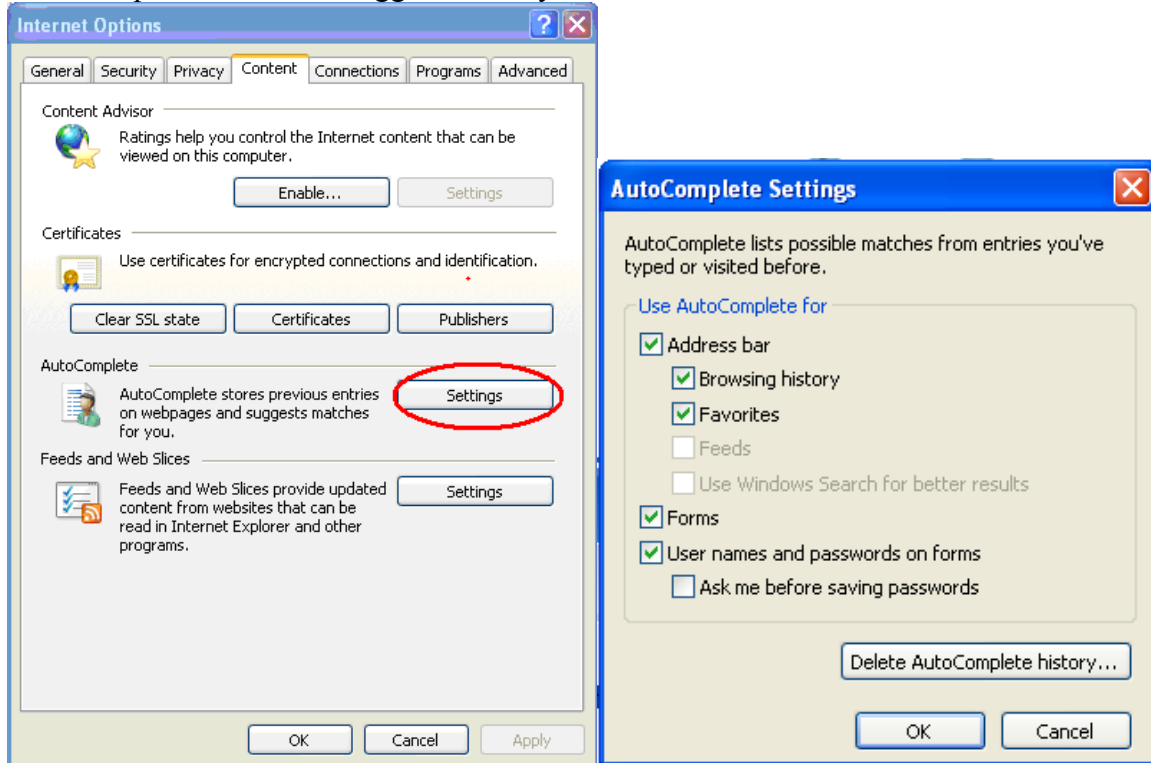 Internet Options
General Security Privacy Content Connections Programs Advanced
Content Advisor
Ratings help you control the Internet content that can be
viewed on this computer.
Enable... Settings
Certificates
Use certificates for encrypted connections and identification.
Clear SSL state Certificates Publishers
AutoComplete
AutoComplete stores previous entries
on webpages and suggests matches
for you.
Settings
Feeds and Web Slices
Feeds and Web Slices provide updated
content from websites that can be
read in Internet Explorer and other
programs.
Settings
OK Cancel Apply
AutoComplete Settings
AutoComplete lists possible matches from entries you've
typed or visited before.
Use AutoComplete for
Address bar
Browsing history
Favorites
Feeds
Use Windows Search for better results
Forms
User names and passwords on forms
Ask me before saving passwords
Delete AutoComplete history...
OK Cancel